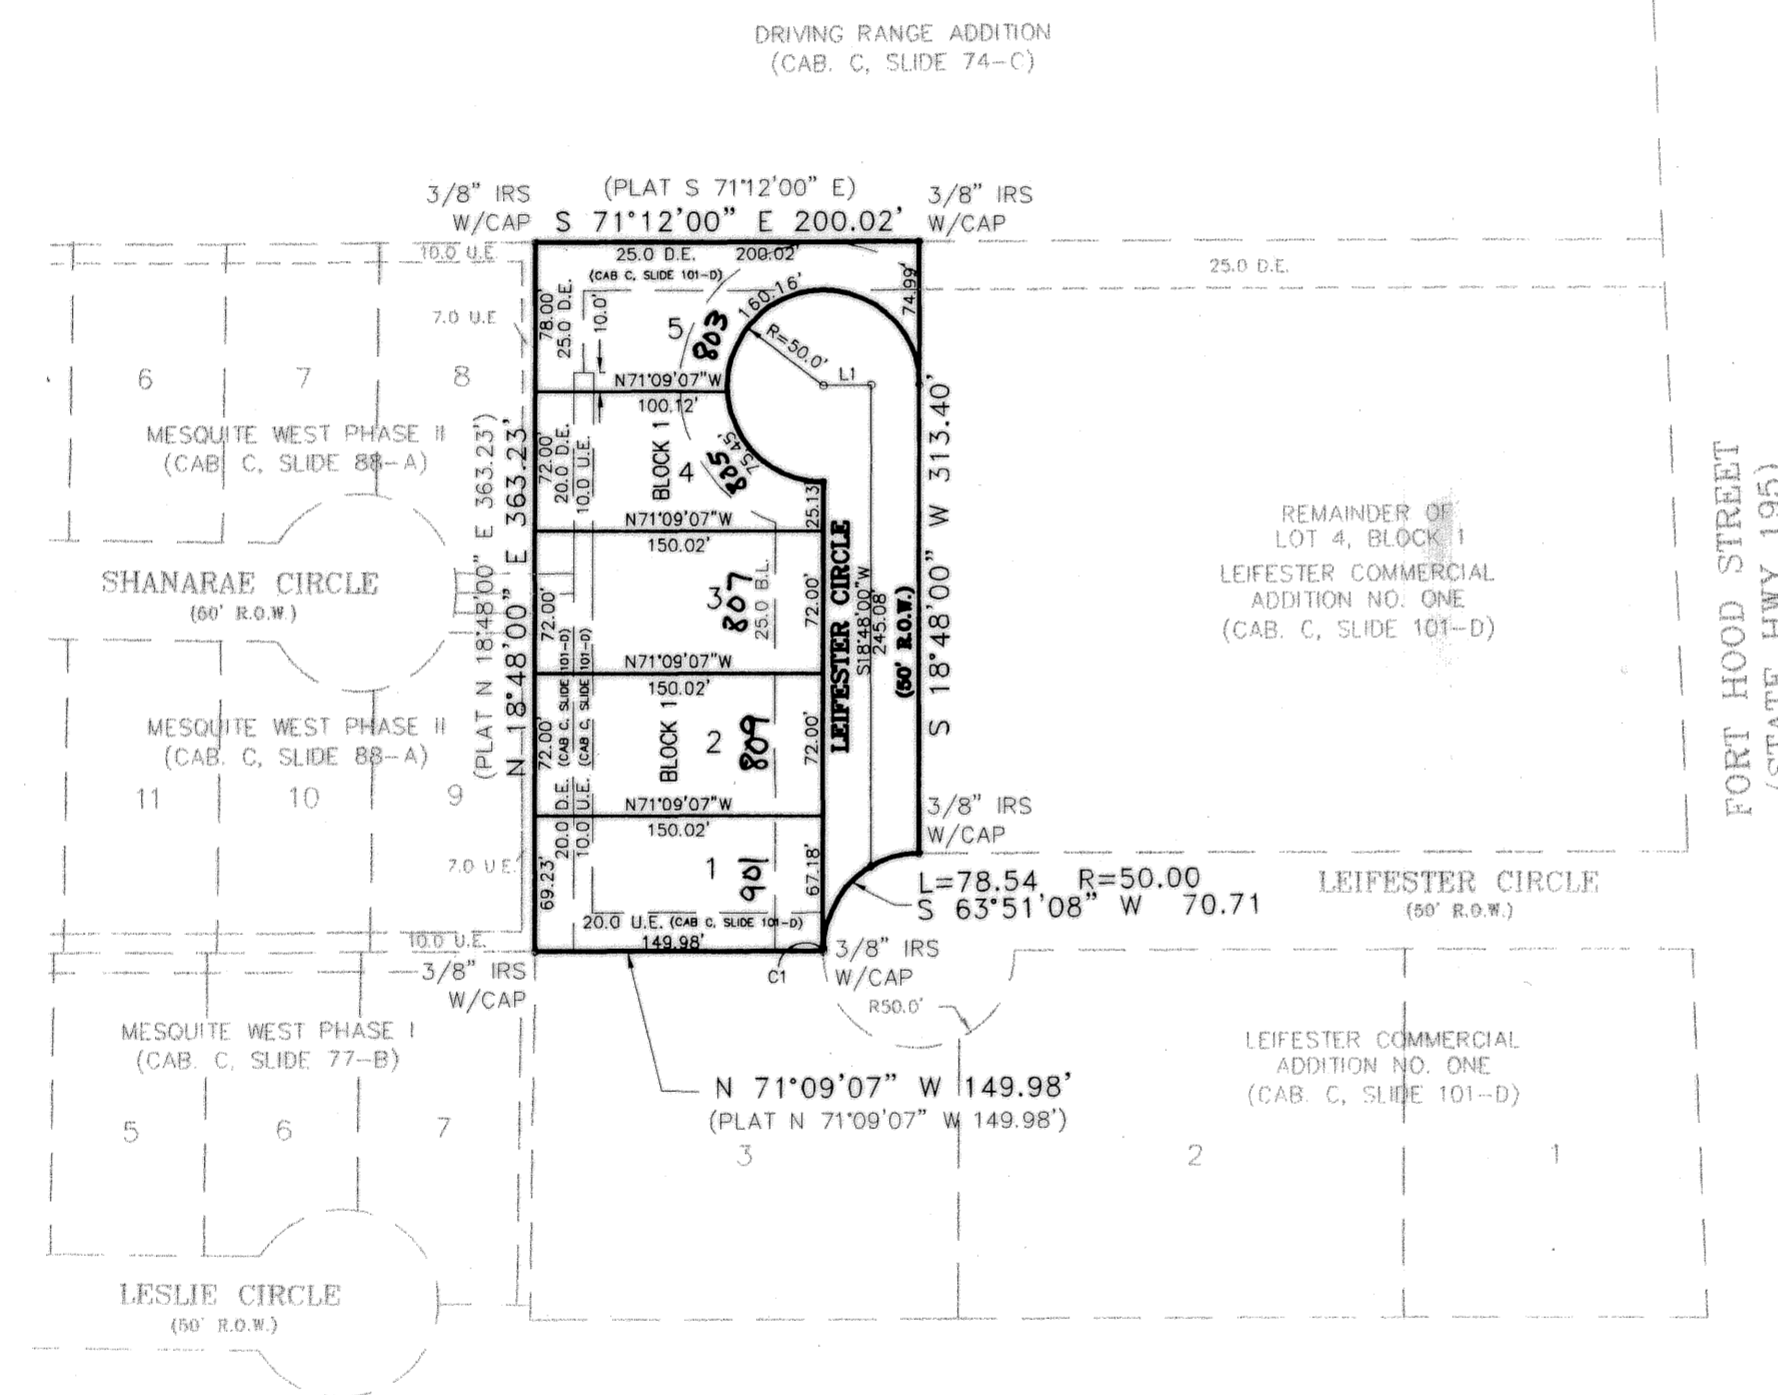 DRIVING RANGE ADDITION
(CAB. C, SLIDE 74-C)
(PLAT S 71°12'00" E)
S 71°12'00" E 200.02'
3/8" IRS
W/CAP
3/8" IRS
W/CAP
10.0 U.E.
25.0 D.E.
200.02'
(CAB C, SLIDE 101-D)
25.0 D.E.
7.0 U.E
78.00'
25.0 D.E.
10.0'
5
803
160.16'
R=50.0'
L1
74.99'
6
7
8
N71°09'07"W
100.12'
MESQUITE WEST PHASE II
(CAB C, SLIDE 88-A)
(PLAT N 18°48'00" E 363.23')
N 18°48'00" E 363.23'
72.00'
20.0 D.E.
10.0 U.E.
BLOCK 1
4
805
75.45'
25.13'
N71°09'07"W
150.02'
S 18°48'00" W 313.40'
SHANARAE CIRCLE
(60' R.O.W.)
72.00'
(CAB C, SLIDE 101-D)
(CAB C, SLIDE 101-D)
3
807
25.0 B.L.
72.00'
LEIFESTER CIRCLE
S18°48'00"W
245.08'
(50' R.O.W.)
REMAINDER OF
LOT 4, BLOCK 1
LEIFESTER COMMERCIAL
ADDITION NO. ONE
(CAB. C, SLIDE 101-D)
FORT HOOD STREET
(STATE HWY 195)
N71°09'07"W
150.02'
MESQUITE WEST PHASE II
(CAB. C, SLIDE 88-A)
11
10
9
72.00'
BLOCK 1
2
809
72.00'
N71°09'07"W
150.02'
3/8" IRS
W/CAP
7.0 U.E.
69.23'
20.0 D.E.
10.0 U.E.
1
901
67.18'
L=78.54 R=50.00
S 63°51'08" W 70.71
LEIFESTER CIRCLE
(50' R.O.W.)
20.0 U.E. (CAB C, SLIDE 101-D)
149.98'
10.0 U.E.
3/8" IRS
W/CAP
C1
3/8" IRS
W/CAP
R50.0'
MESQUITE WEST PHASE I
(CAB. C, SLIDE 77-B)
N 71°09'07" W 149.98'
(PLAT N 71°09'07" W 149.98')
LEIFESTER COMMERCIAL
ADDITION NO. ONE
(CAB. C, SLIDE 101-D)
5
6
7
3
2
1
LESLIE CIRCLE
(50' R.O.W.)